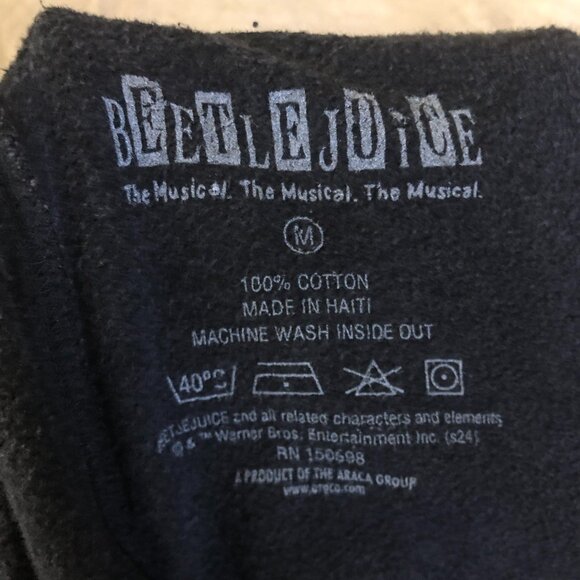 BEETLEJUICE
The Musical. The Musical. The Musical.
M
100% COTTON
MADE IN HAITI
MACHINE WASH INSIDE OUT
40°C
BEETLEJUICE and all related characters and elements
© & ™ Warner Bros. Entertainment Inc. (s24)
RN 150698
A PRODUCT OF THE ARACA GROUP
www.araca.com